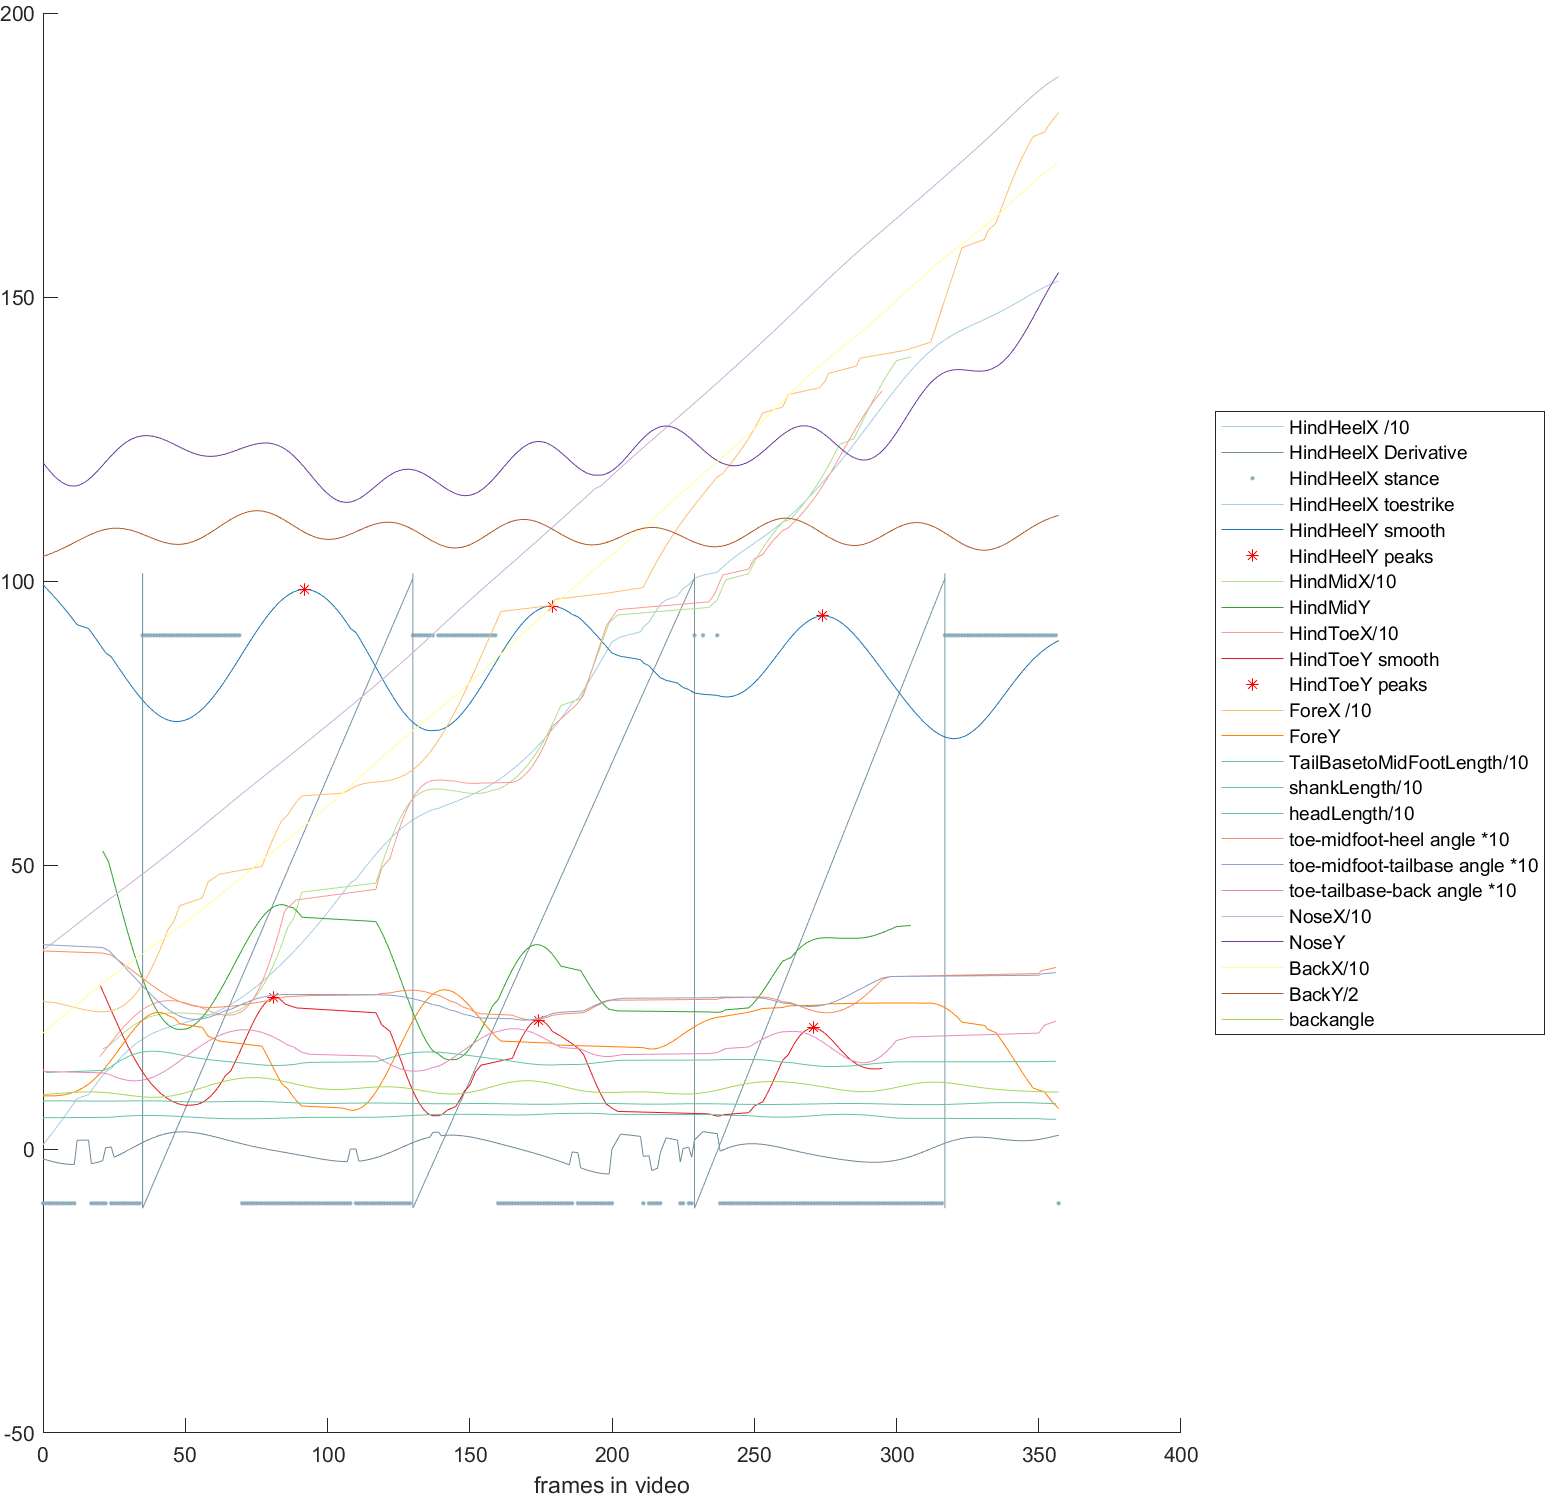 200
150
100
50
0
-50
0 50 100 150 200 250 300 350 400
frames in video
HindHeelX /10
HindHeelX Derivative
HindHeelX stance
HindHeelX toestrike
HindHeelY smooth
HindHeelY peaks
HindMidX/10
HindMidY
HindToeX/10
HindToeY smooth
HindToeY peaks
ForeX /10
ForeY
TailBasetoMidFootLength/10
shankLength/10
headLength/10
toe-midfoot-heel angle *10
toe-midfoot-tailbase angle *10
toe-tailbase-back angle *10
NoseX/10
NoseY
BackX/10
BackY/2
backangle